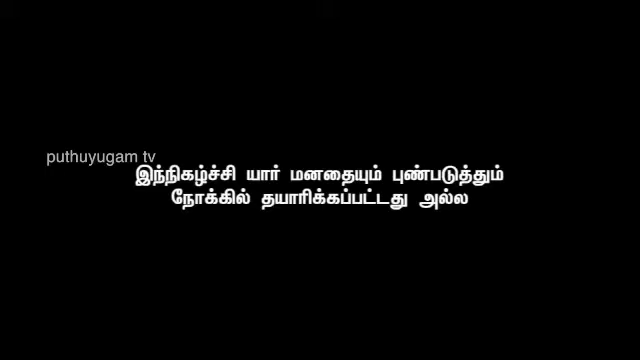 puthuyugam tv
இந்நிகழ்ச்சி யார் மனதையும் புண்படுத்தும்
நோக்கில் தயாரிக்கப்பட்டது அல்ல